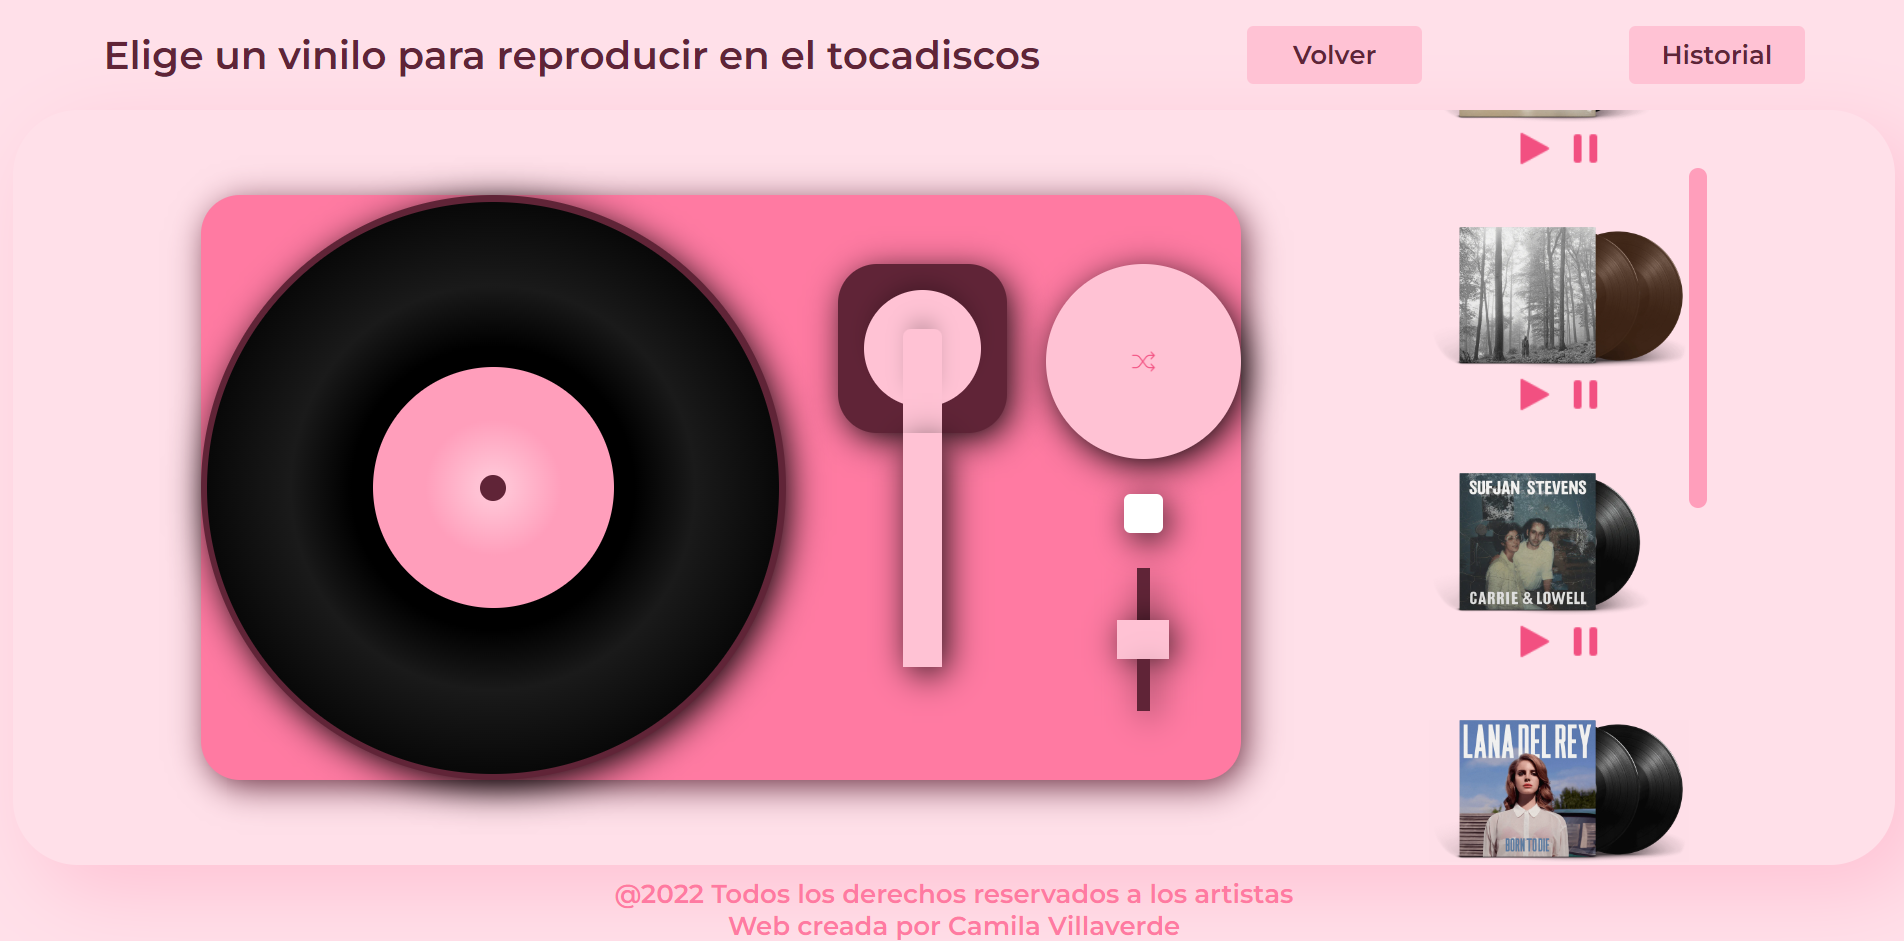 Elige un vinilo para reproducir en el tocadiscos
Volver
Historial
SUFJAN STEVENS
CARRIE & LOWELL
LANA DEL REY
BORN TO DIE
@2022 Todos los derechos reservados a los artistas
Web creada por Camila Villaverde